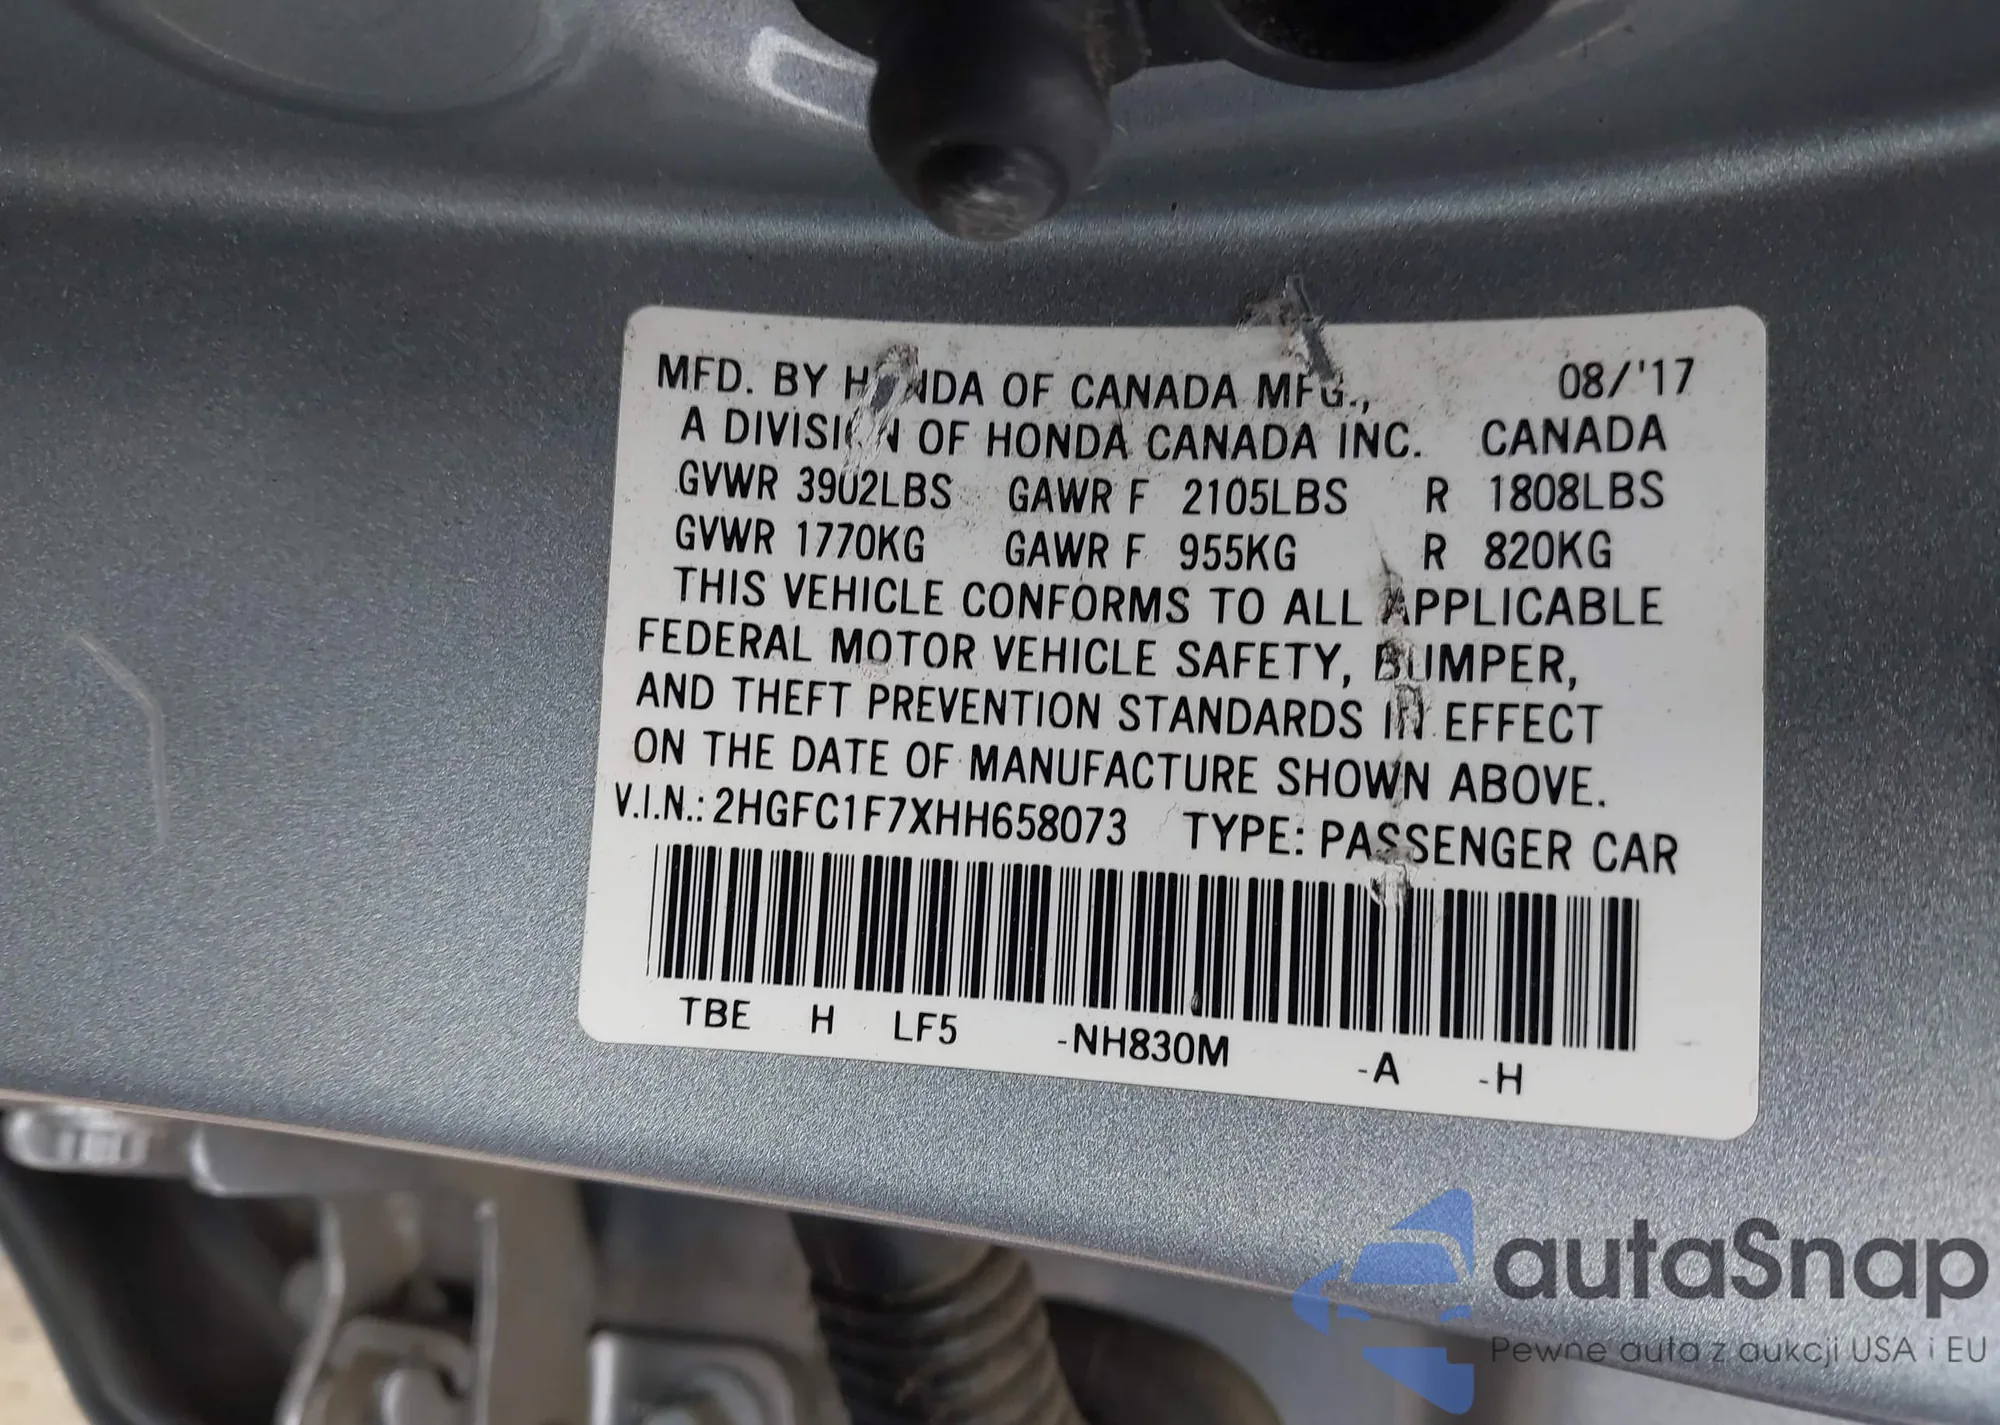 MFD. BY HONDA OF CANADA MFG., 08/'17
A DIVISION OF HONDA CANADA INC. CANADA
GVWR 3902LBS GAWR F 2105LBS R 1808LBS
GVWR 1770KG GAWR F 955KG R 820KG
THIS VEHICLE CONFORMS TO ALL APPLICABLE
FEDERAL MOTOR VEHICLE SAFETY, BUMPER,
AND THEFT PREVENTION STANDARDS IN EFFECT
ON THE DATE OF MANUFACTURE SHOWN ABOVE.
V.I.N.: 2HGFC1F7XHH658073 TYPE: PASSENGER CAR
TBE H LF5 -NH830M -A -H
autaSnap
Pewne auta z aukcji USA i EU